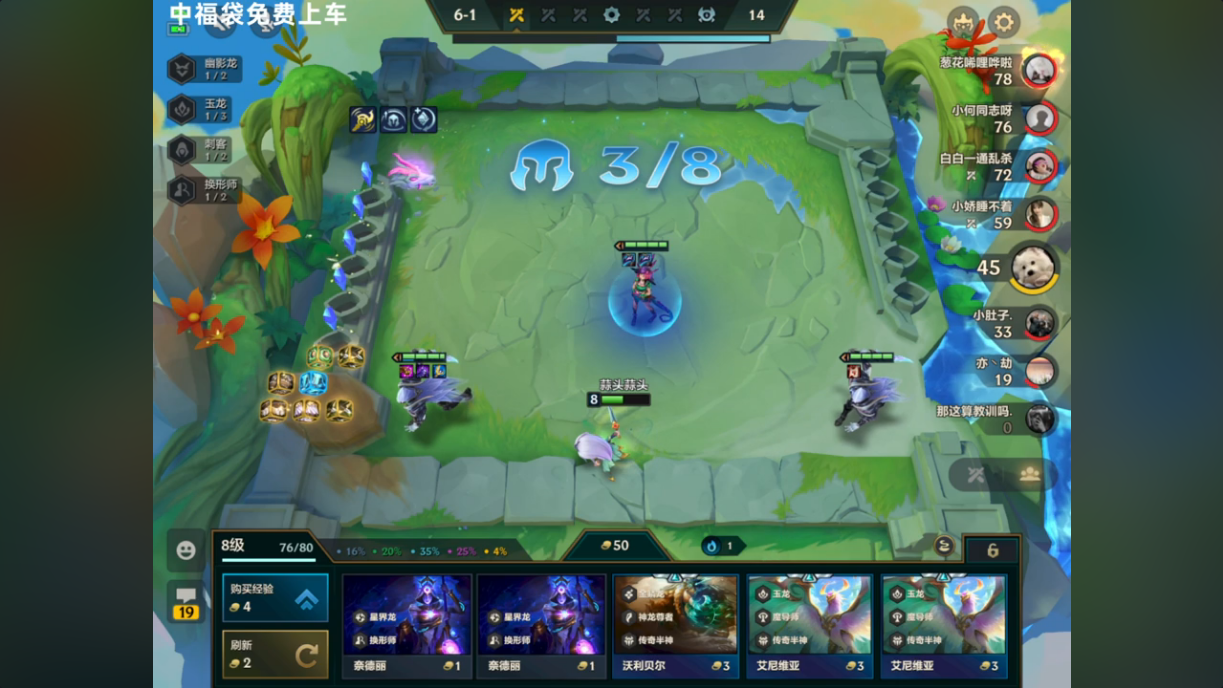 中福袋免费上车
6-1
14
幽影龙
1/2
玉龙
1/3
刺客
1/2
换形师
1/2
3/8
葱花唏哩哗啦
78
小何同志呀
76
白白一通乱杀
72
小娇睡不着
59
45
小肚子.
33
亦丶劫
19
那这算教训吗.
0
蒜头蒜头
8
8级
76/80
16% 20% 35% 25% 4%
50
1
6
购买经验
4
刷新
2
19
星界龙
换形师
奈德丽 1
星界龙
换形师
奈德丽 1
神龙尊者
传奇半神
沃利贝尔 3
玉龙
魔导师
传奇半神
艾尼维亚 3
玉龙
魔导师
传奇半神
艾尼维亚 3